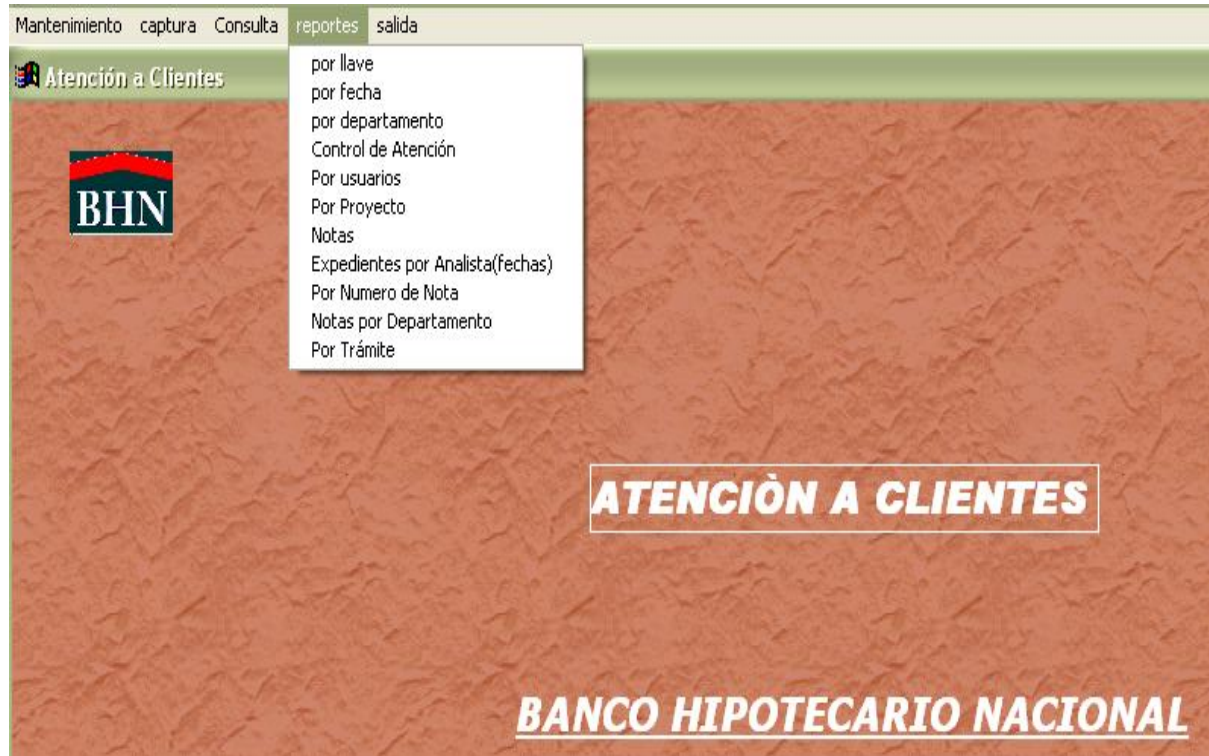 Mantenimiento captura Consulta reportes salida
Atención a Clientes
por llave
por fecha
por departamento
Control de Atención
Por usuarios
Por Proyecto
Notas
Expedientes por Analista(fechas)
Por Numero de Nota
Notas por Departamento
Por Trámite
BHN
ATENCIÒN A CLIENTES
BANCO HIPOTECARIO NACIONAL